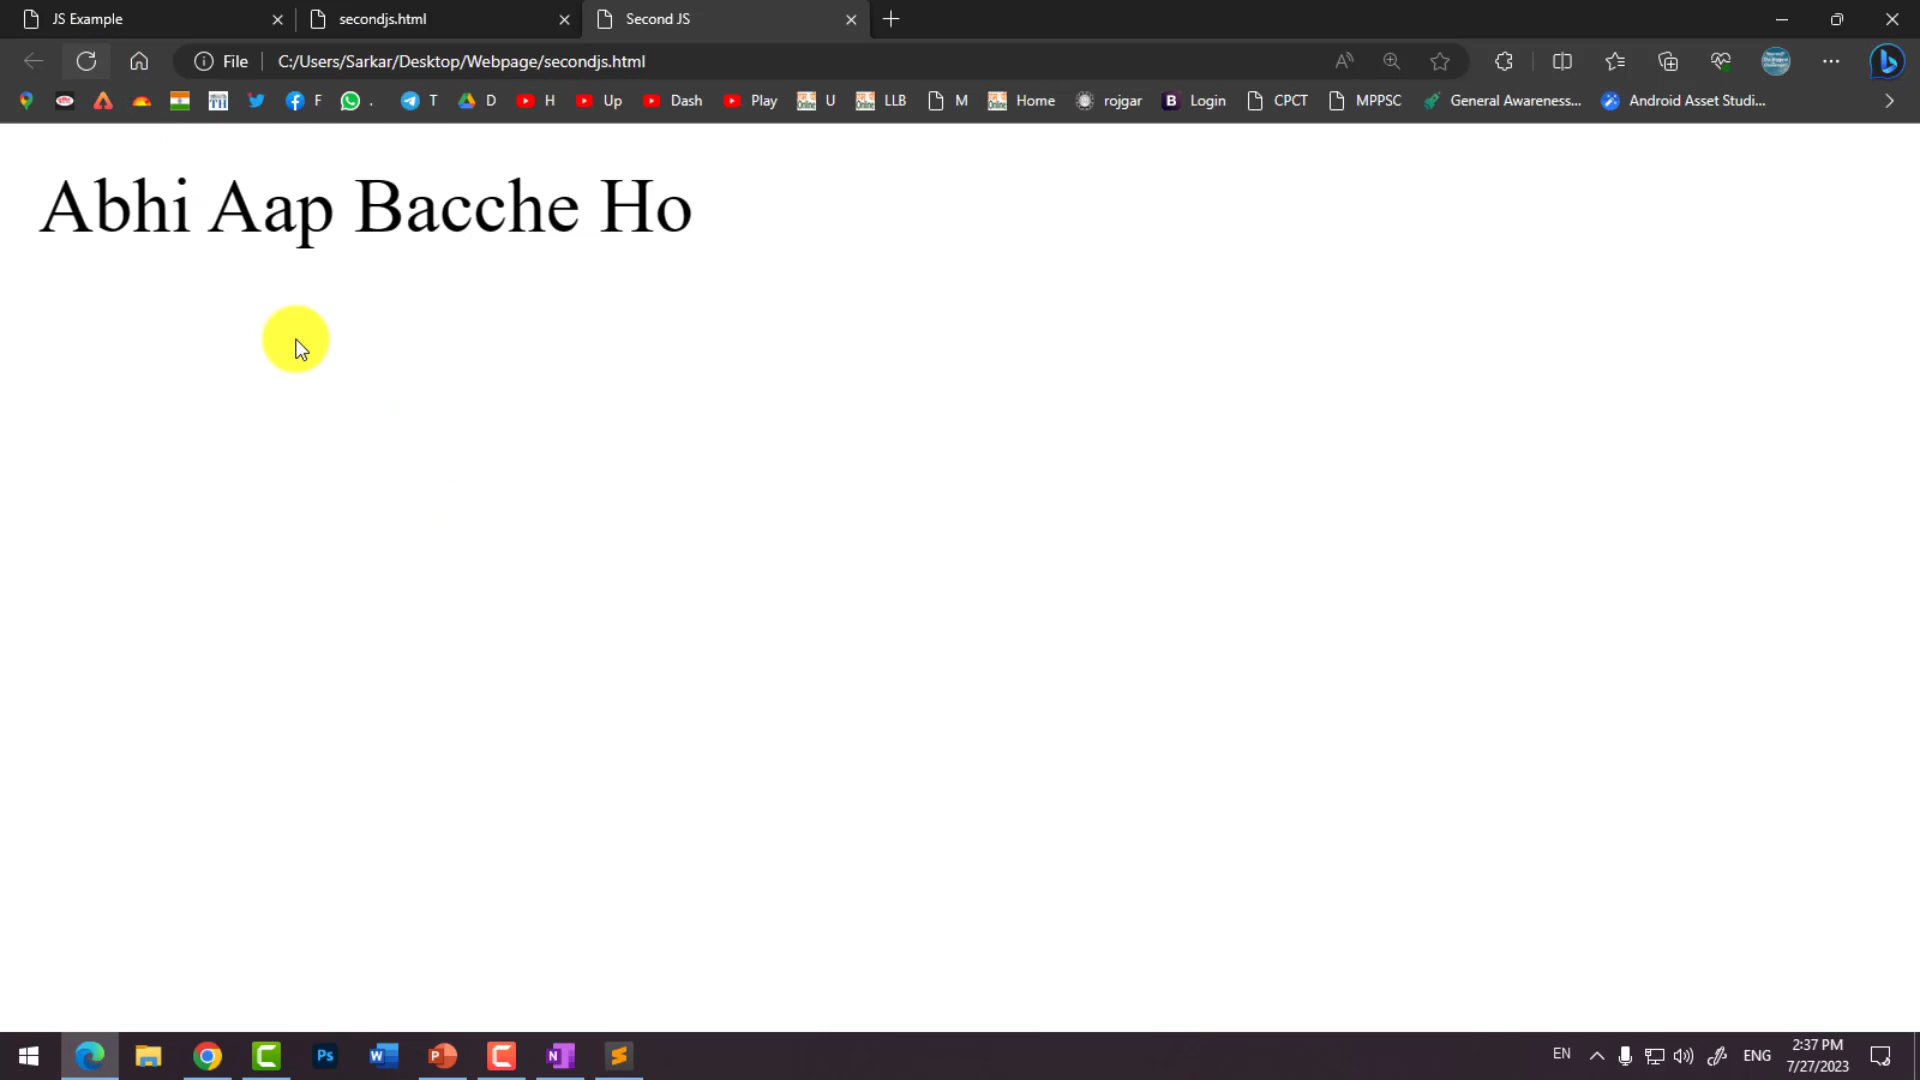 JS Example
secondjs.html
Second JS
File
C:/Users/Sarkar/Desktop/Webpage/secondjs.html
TH F . T D H Up Dash Play U LLB M Home rojgar B Login CPCT MPPSC General Awareness... Android Asset Studi...
Abhi Aap Bacche Ho
Ps W P N EN ENG
2:37 PM
7/27/2023